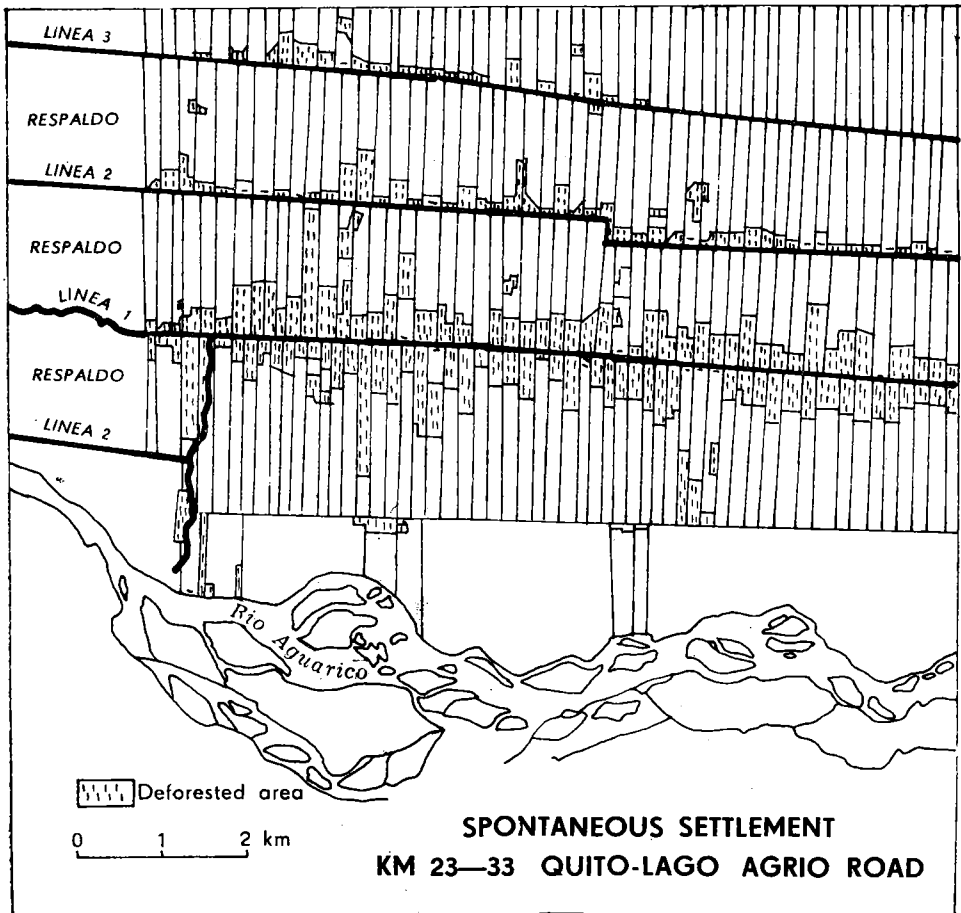 LINEA 3
RESPALDO
LINEA 2
RESPALDO
LINEA 1
RESPALDO
LINEA 2
Rio Aguarico
Deforested area
0 1 2 km
SPONTANEOUS SETTLEMENT
KM 23—33 QUITO-LAGO AGRIO ROAD